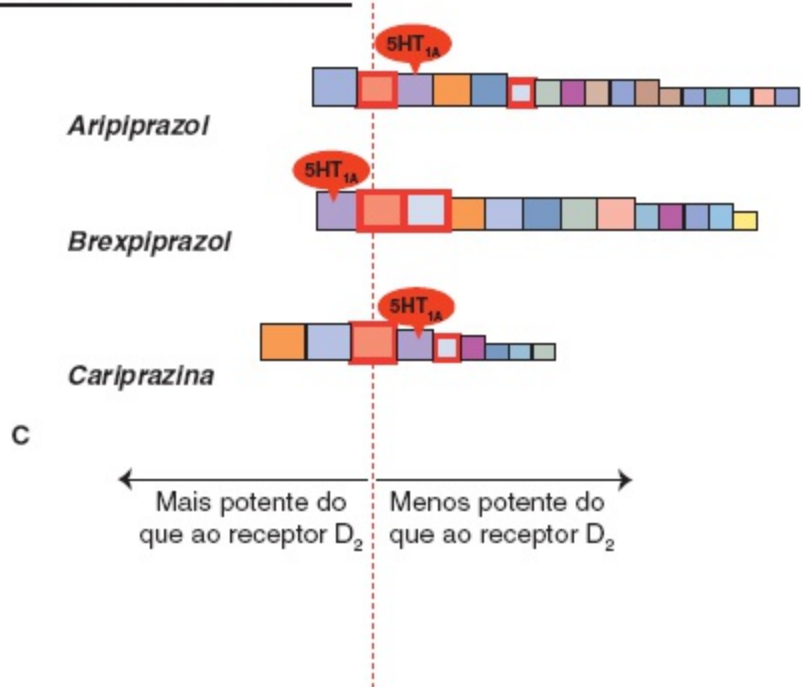 5HT1A
Aripiprazol
5HT1A
Brexpiprazol
5HT1A
Cariprazina
C
Mais potente do
que ao receptor D2
Menos potente do
que ao receptor D2